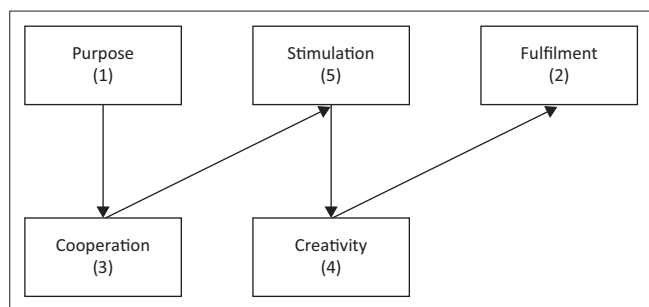 Purpose
(1)
Stimulation
(5)
Fulfilment
(2)
Cooperation
(3)
Creativity
(4)